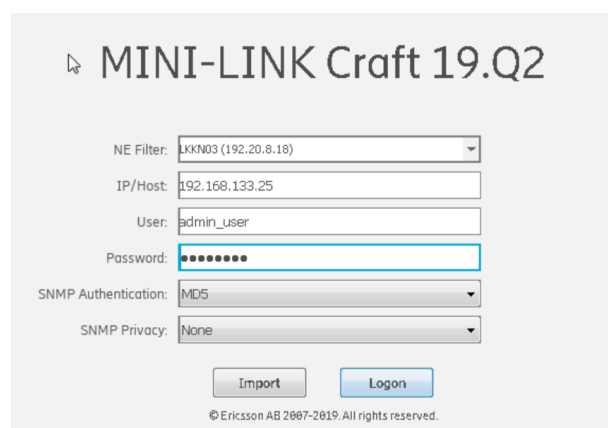 MINI-LINK Craft 19.Q2
NE Filter: LKKN03 (192.20.8.18)
IP/Host: 192.168.133.25
User: admin_user
Password: ●●●●●●●●
SNMP Authentication: MD5
SNMP Privacy: None
Import Logon
© Ericsson AB 2007-2019. All rights reserved.